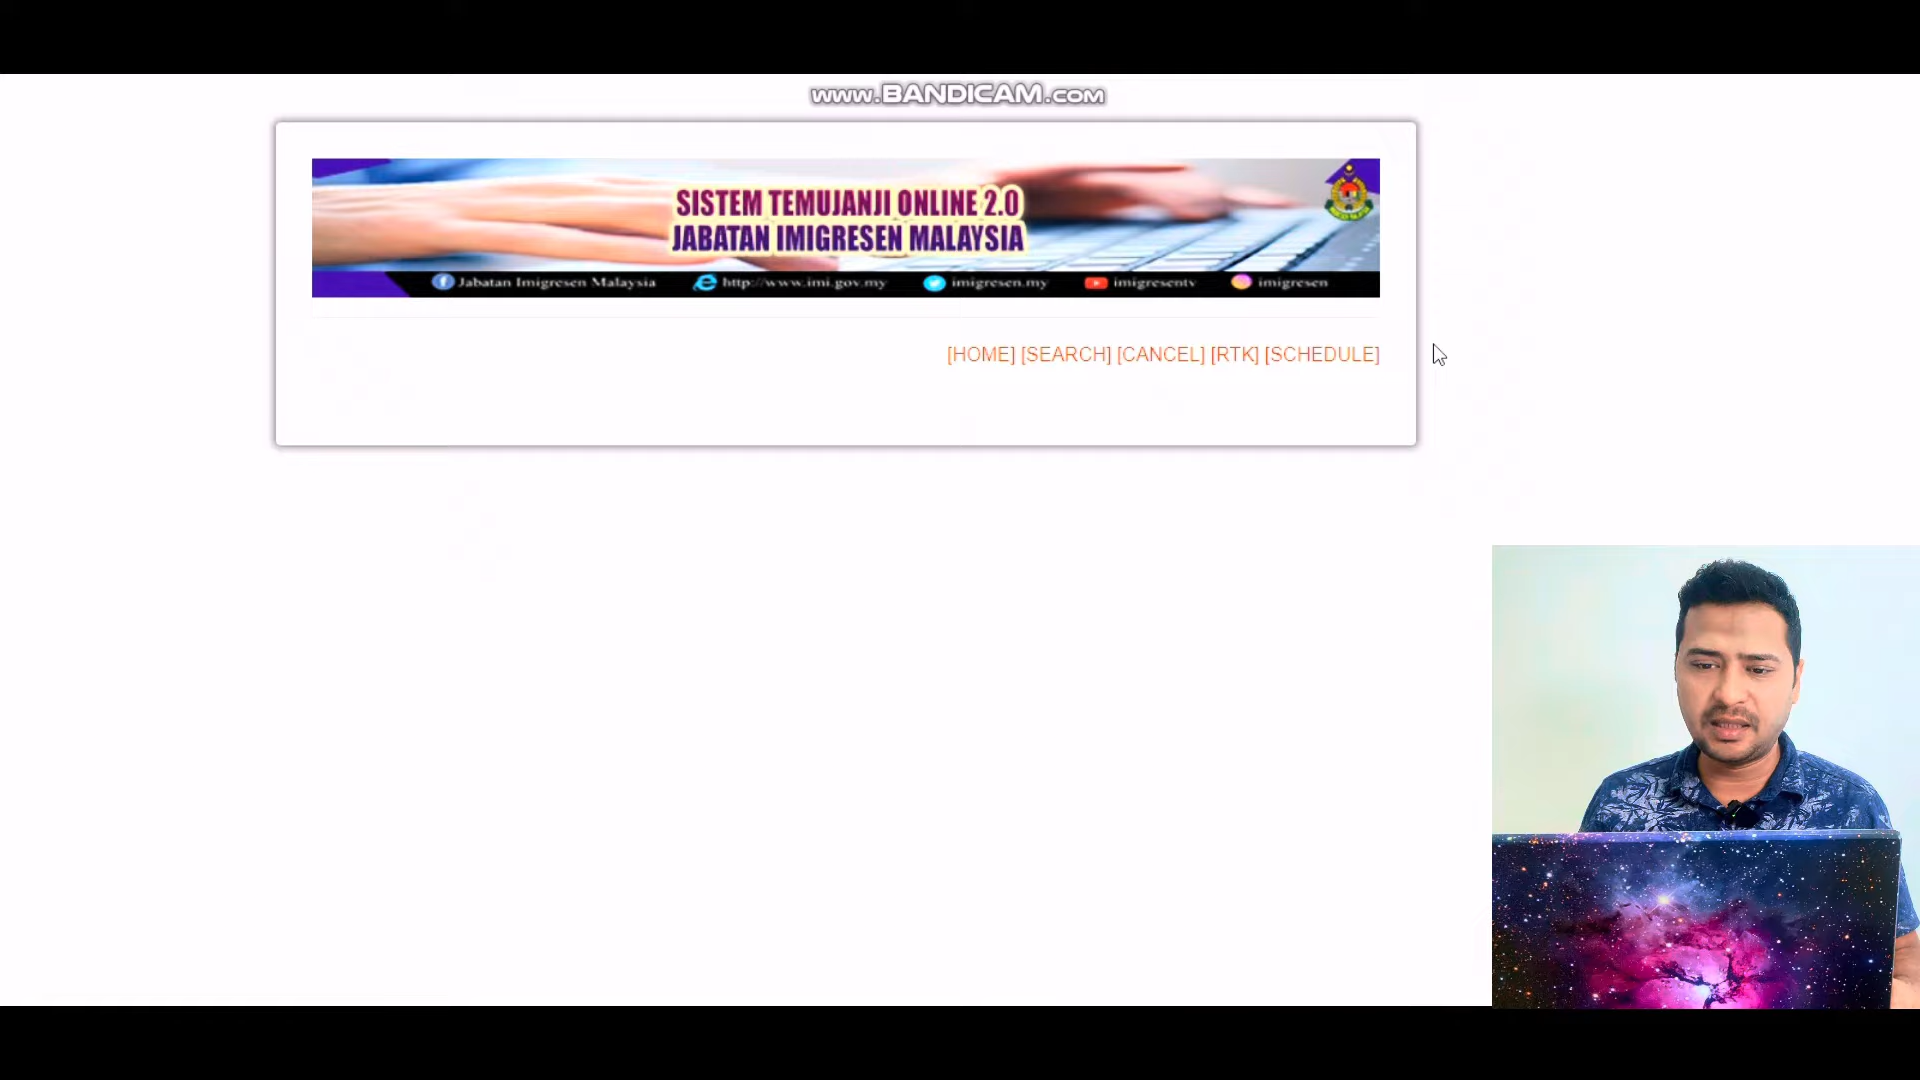 www.BANDICAM.com
SISTEM TEMUJANJI ONLINE 2.0
JABATAN IMIGRESEN MALAYSIA
Jabatan Imigresen Malaysia http://www.imi.gov.my imigresen.my imigresentv imigresen
[HOME] [SEARCH] [CANCEL] [RTK] [SCHEDULE]